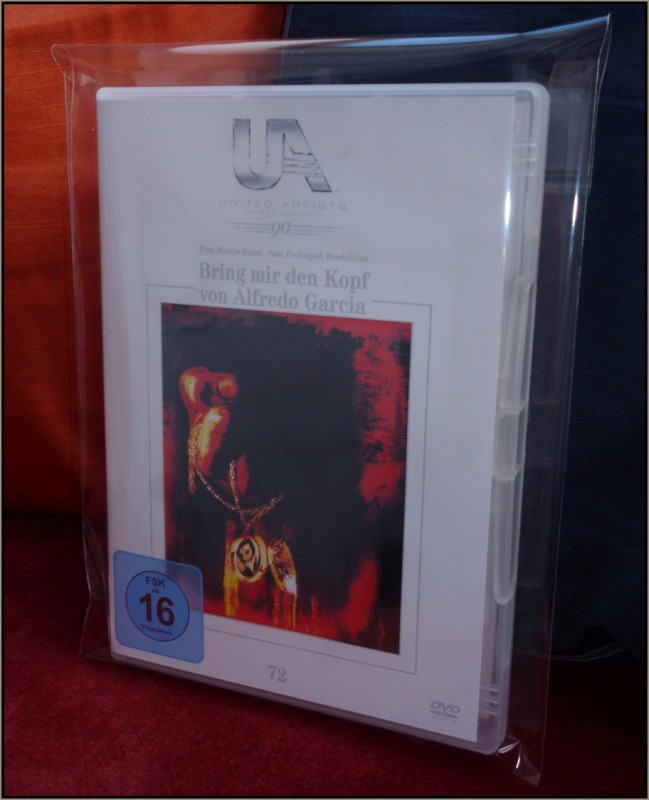 UA
UNITED ARTISTS
90
Eine Martin Baum - Sam Peckinpah Produktion
Bring mir den Kopf
von Alfredo Garcia
FSK
ab
16
freigegeben
72
DVD
VIDEO